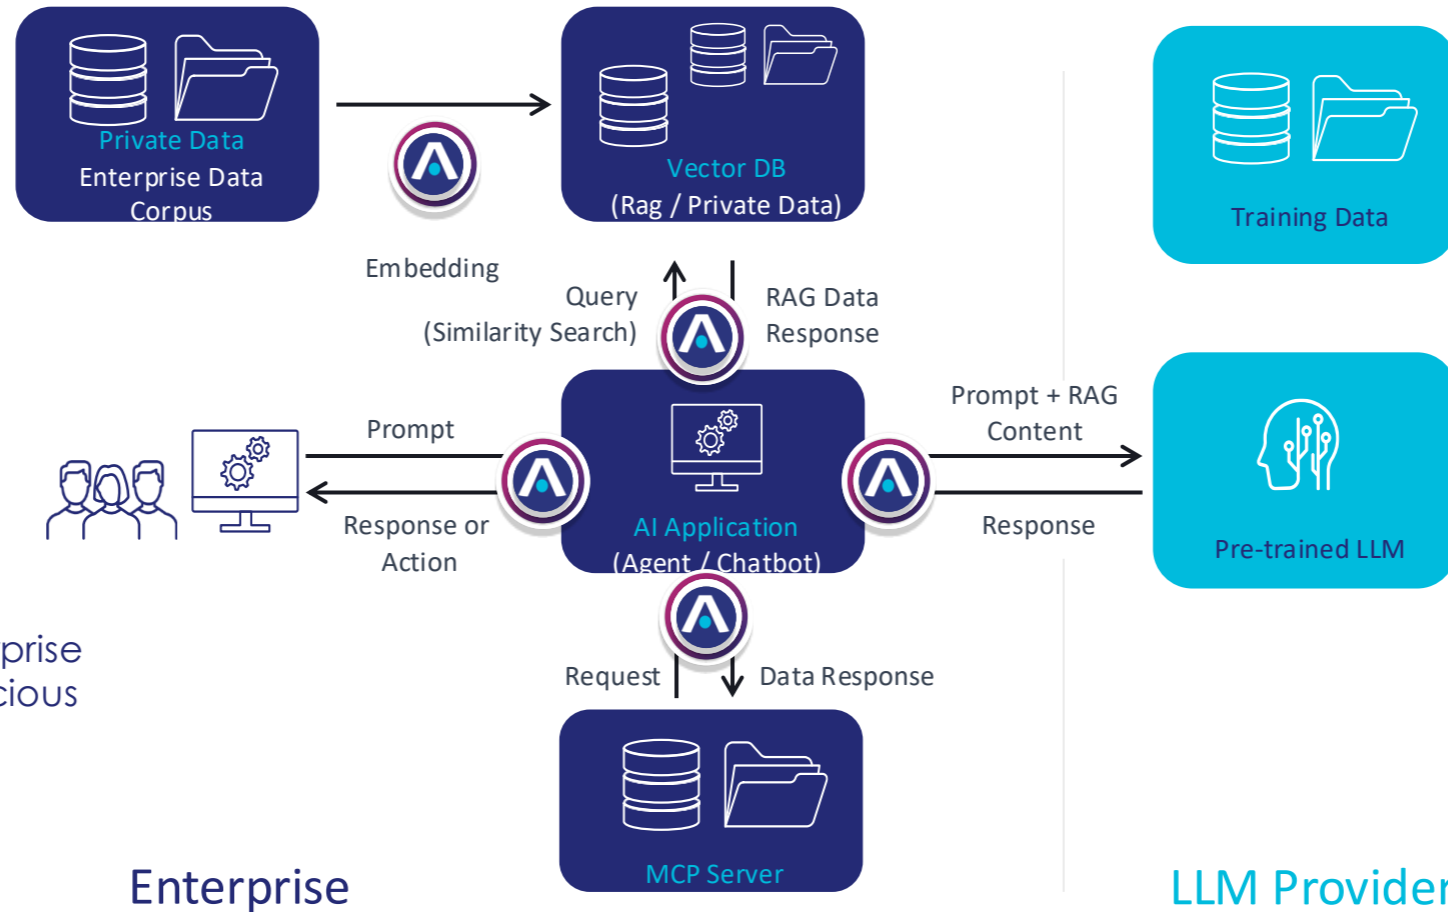 Private Data
Enterprise Data
Corpus
Vector DB
(Rag / Private Data)
Training Data
Embedding
Query
(Similarity Search)
RAG Data
Response
Prompt
Response or
Action
AI Application
(Agent / Chatbot)
Prompt + RAG
Content
Response
Pre-trained LLM
Request
Data Response
MCP Server
Enterprise
LLM Provider